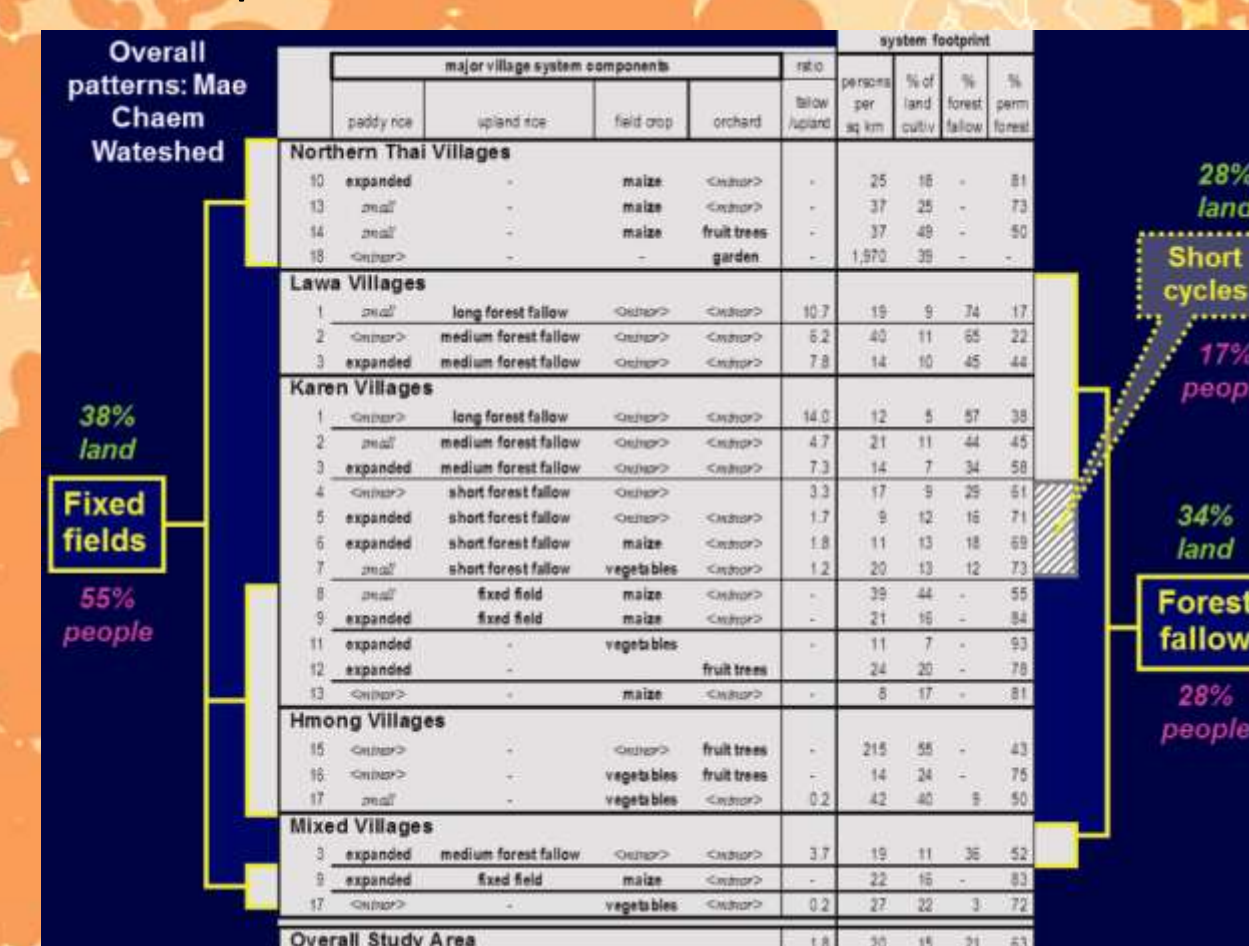 Overall
patterns: Mae
Chaem
Wateshed
system footprint
major village system components ratio persons % of % %
fallow per land forest perm
paddy rice upland rice field crop orchard /upland sq km cultiv fallow forest
Northern Thai Villages
10 expanded - maize <minor> - 25 16 - 81
13 small - maize <minor> - 37 25 - 73
14 small - maize fruit trees - 37 49 - 50
18 <minor> - - garden - 1,970 39 - -
Lawa Villages
1 small long forest fallow <minor> <minor> 10.7 19 9 74 17
2 <minor> medium forest fallow <minor> <minor> 6.2 40 11 65 22
3 expanded medium forest fallow <minor> <minor> 7.8 14 10 45 44
Karen Villages
1 <minor> long forest fallow <minor> <minor> 14.0 12 5 57 38
2 small medium forest fallow <minor> <minor> 4.7 21 11 44 45
3 expanded medium forest fallow <minor> <minor> 7.3 14 7 34 58
4 <minor> short forest fallow <minor> 3.3 17 9 29 61
5 expanded short forest fallow <minor> <minor> 1.7 9 12 16 71
6 expanded short forest fallow maize <minor> 1.8 11 13 18 69
7 small short forest fallow vegetables <minor> 1.2 20 13 12 73
8 small fixed field maize <minor> - 39 44 - 55
9 expanded fixed field maize <minor> - 21 16 - 84
11 expanded - vegetables - 11 7 - 93
12 expanded - fruit trees 24 20 - 78
13 <minor> - maize <minor> - 8 17 - 81
Hmong Villages
15 <minor> - <minor> fruit trees - 215 55 - 43
16 <minor> - vegetables fruit trees - 14 24 - 75
17 small - vegetables <minor> 0.2 42 40 9 50
Mixed Villages
3 expanded medium forest fallow <minor> <minor> 3.7 19 11 36 52
9 expanded fixed field maize <minor> - 22 16 - 83
17 <minor> - vegetables <minor> 0.2 27 22 3 72
Overall Study Area 1.8 20 15 21 63
38%
land
Fixed
fields
55%
people
28%
land
Short
cycles
17%
peop
34%
land
Forest
fallow
28%
people